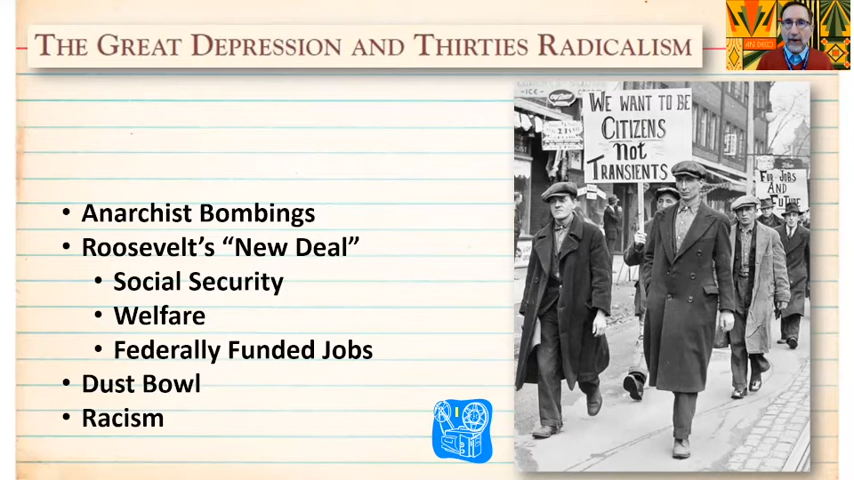 THE GREAT DEPRESSION AND THIRTIES RADICALISM
• Anarchist Bombings
• Roosevelt's “New Deal”
• Social Security
• Welfare
• Federally Funded Jobs
• Dust Bowl
• Racism
WE WANT TO BE
CITIZENS
NOT
TRANSIENTS
FOR JOBS
AND
FUTURE
ICE